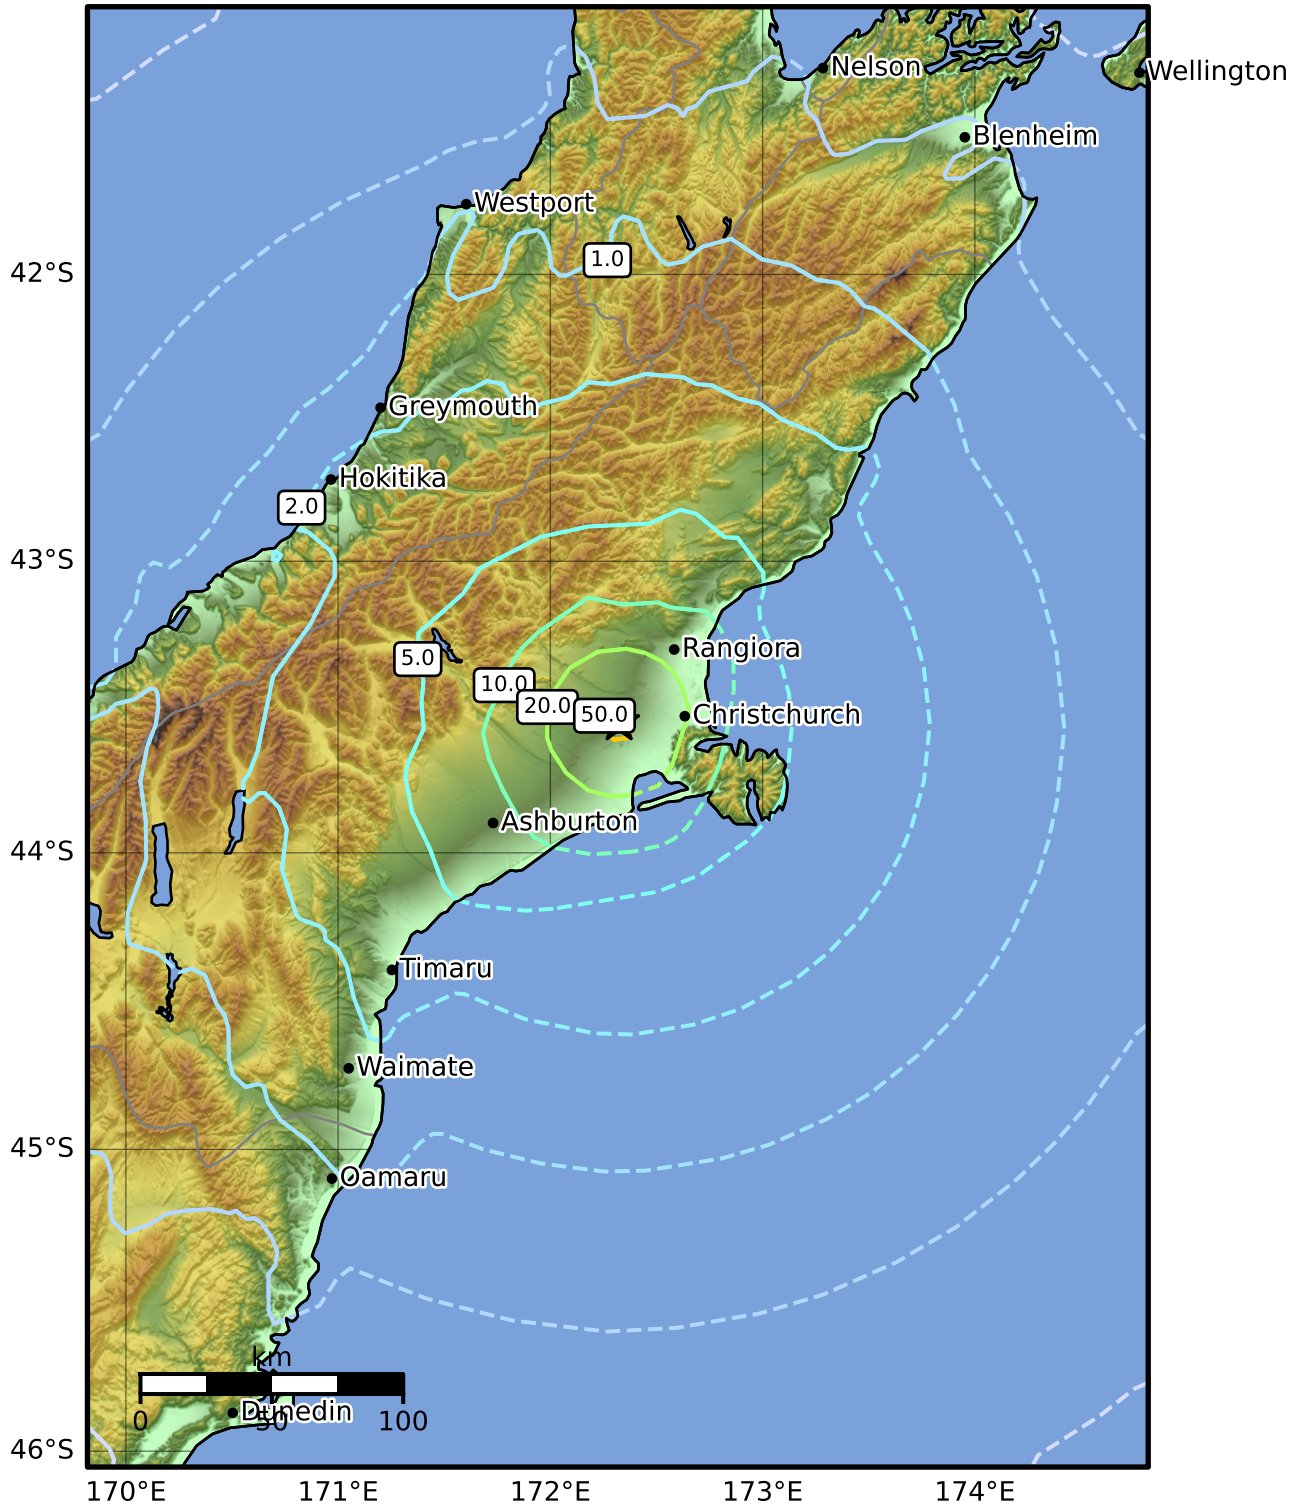 Nelson
Wellington
Blenheim
Westport
1.0
42°S
Greymouth
Hokitika
2.0
43°S
Rangiora
5.0
10.0
20.0
50.0
Christchurch
Ashburton
44°S
Timaru
Waimate
45°S
Oamaru
km
Dunedin
0
50
100
46°S
170°E
171°E
172°E
173°E
174°E